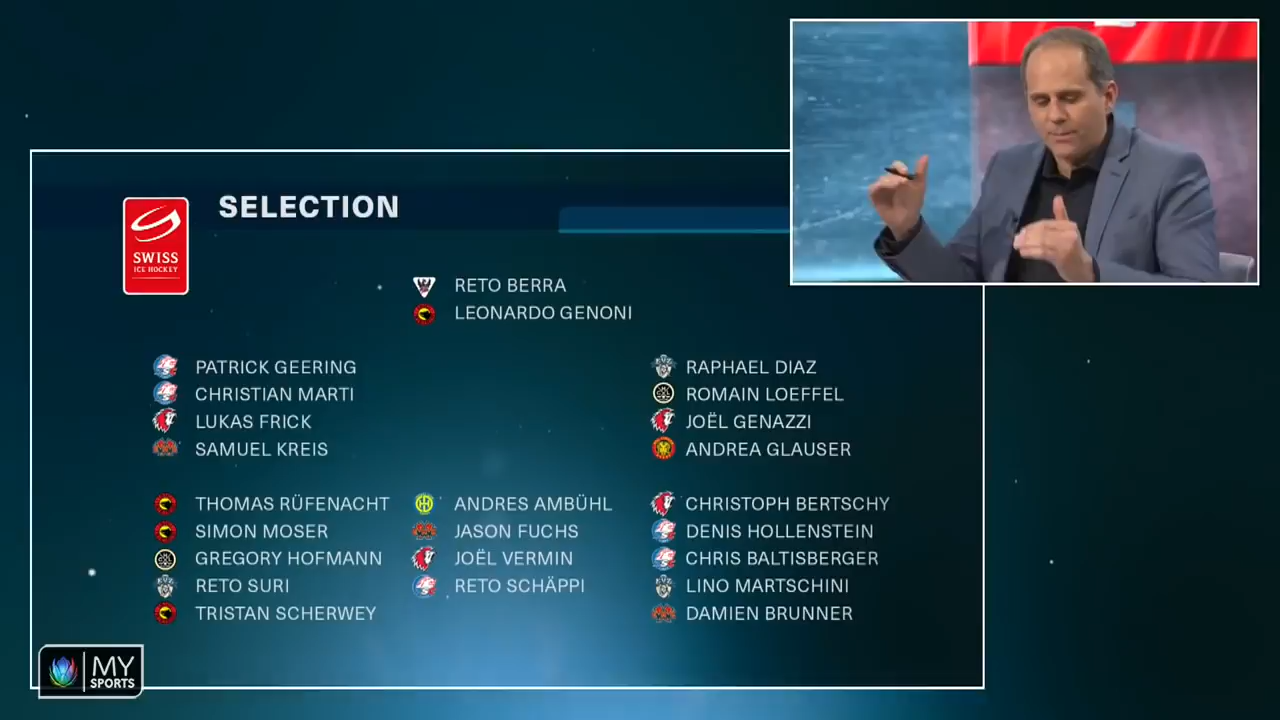 SELECTION
SWISS
ICE HOCKEY
RETO BERRA
LEONARDO GENONI
PATRICK GEERING
CHRISTIAN MARTI
LUKAS FRICK
SAMUEL KREIS
RAPHAEL DIAZ
ROMAIN LOEFFEL
JOËL GENAZZI
ANDREA GLAUSER
THOMAS RÜFENACHT
SIMON MOSER
GREGORY HOFMANN
RETO SURI
TRISTAN SCHERWEY
ANDRES AMBÜHL
JASON FUCHS
JOËL VERMIN
RETO SCHÄPPI
CHRISTOPH BERTSCHY
DENIS HOLLENSTEIN
CHRIS BALTISBERGER
LINO MARTSCHINI
DAMIEN BRUNNER
MY
SPORTS